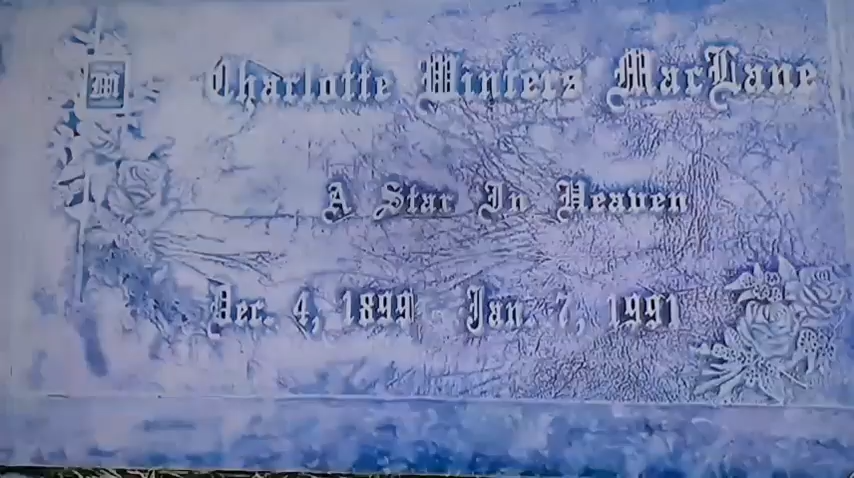 M
Charlotte Winters MacLane
A Star In Heaven
Dec. 4, 1899 Jan. 7, 1991